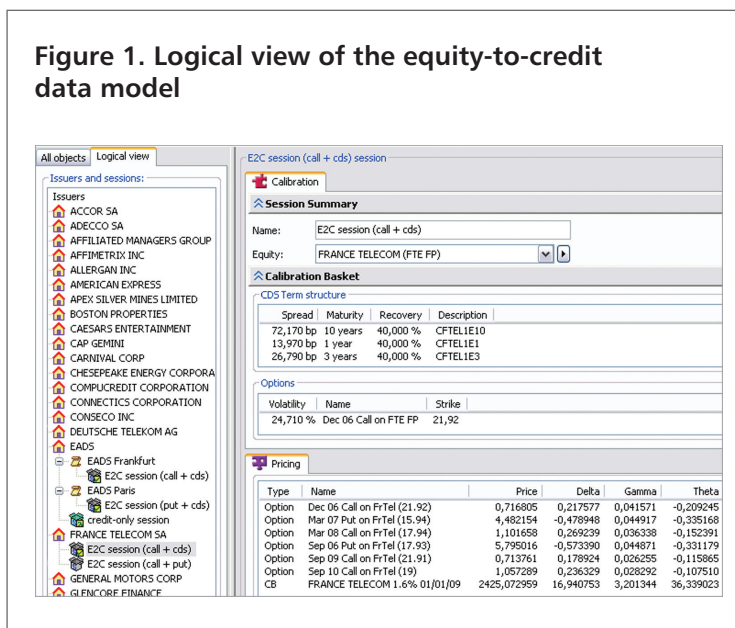 Figure 1. Logical view of the equity-to-credit
data model
All objects Logical view
Issuers and sessions:
Issuers
ACCOR SA
ADECCO SA
AFFILIATED MANAGERS GROUP
AFFIMETRIX INC
ALLERGAN INC
AMERICAN EXPRESS
APEX SILVER MINES LIMITED
BOSTON PROPERTIES
CAESARS ENTERTAINMENT
CAP GEMINI
CARNIVAL CORP
CHESEPEAKE ENERGY CORPORA
COMPUCREDIT CORPORATION
CONNECTICS CORPORATION
CONSECO INC
DEUTSCHE TELEKOM AG
EADS
EADS Frankfurt
E2C session (call + cds)
EADS Paris
E2C session (put + cds)
credit-only session
FRANCE TELECOM SA
E2C session (call + cds)
E2C session (call + put)
GENERAL MOTORS CORP
GLENCORE FINANCE
E2C session (call + cds) session
Calibration
Session Summary
Name: E2C session (call + cds)
Equity: FRANCE TELECOM (FTE FP)
Calibration Basket
CDS Term structure
Spread Maturity Recovery Description
72,170 bp 10 years 40,000 % CFTEL1E10
13,970 bp 1 year 40,000 % CFTEL1E1
26,790 bp 3 years 40,000 % CFTEL1E3
Options
Volatility Name Strike
24,710 % Dec 06 Call on FTE FP 21,92
Pricing
Type Name Price Delta Gamma Theta
Option Dec 06 Call on FrTel (21.92) 0,716805 0,217577 0,041571 -0,209245
Option Mar 07 Put on FrTel (15.94) 4,482154 -0,478948 0,044917 -0,335168
Option Mar 08 Call on FrTel (17.94) 1,101658 0,269239 0,036338 -0,152391
Option Sep 06 Put on FrTel (17.93) 5,795016 -0,573390 0,044871 -0,331179
Option Sep 09 Call on FrTel (21.91) 0,713761 0,178924 0,026255 -0,115865
Option Sep 10 Call on FrTel (19) 1,057289 0,236329 0,028292 -0,107510
CB FRANCE TELECOM 1.6% 01/01/09 2425,072959 16,940753 3,201344 36,339023